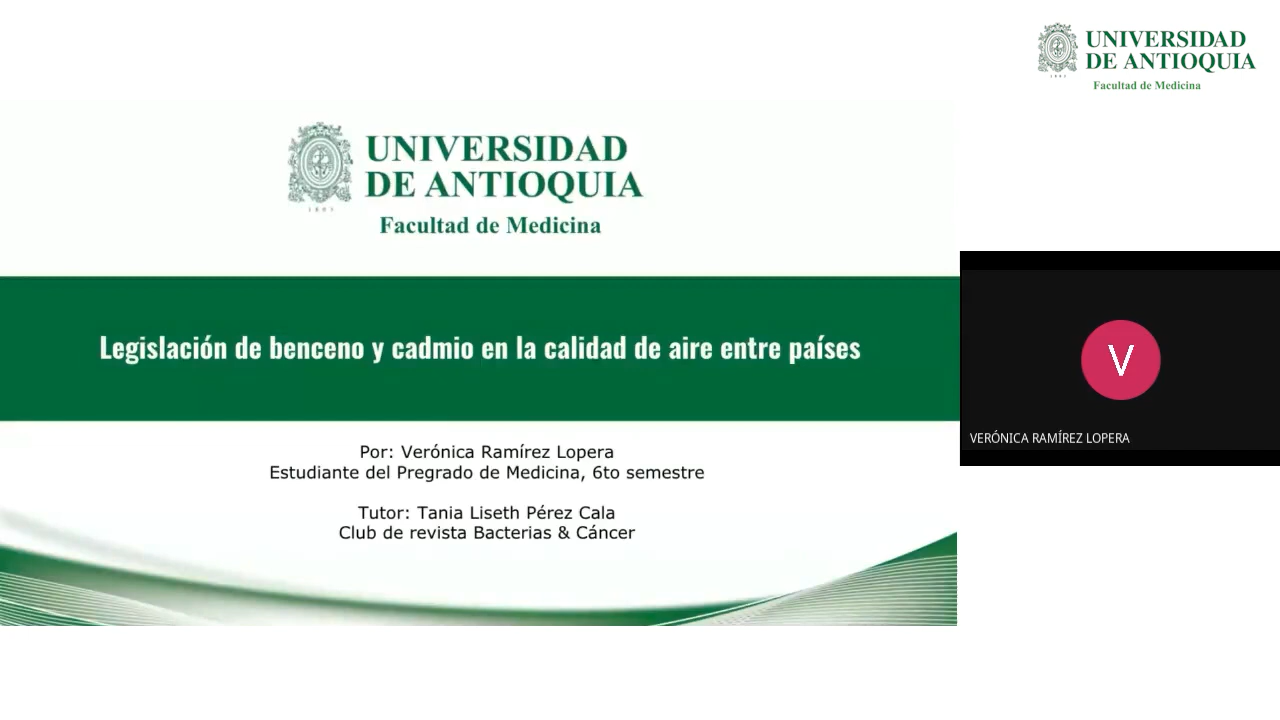 UNIVERSIDAD
DE ANTIOQUIA
Facultad de Medicina
1803
UNIVERSIDAD
DE ANTIOQUIA
Facultad de Medicina
Legislación de benceno y cadmio en la calidad de aire entre países
Por: Verónica Ramírez Lopera
Estudiante del Pregrado de Medicina, 6to semestre
Tutor: Tania Liseth Pérez Cala
Club de revista Bacterias & Cáncer
V
VERÓNICA RAMÍREZ LOPERA